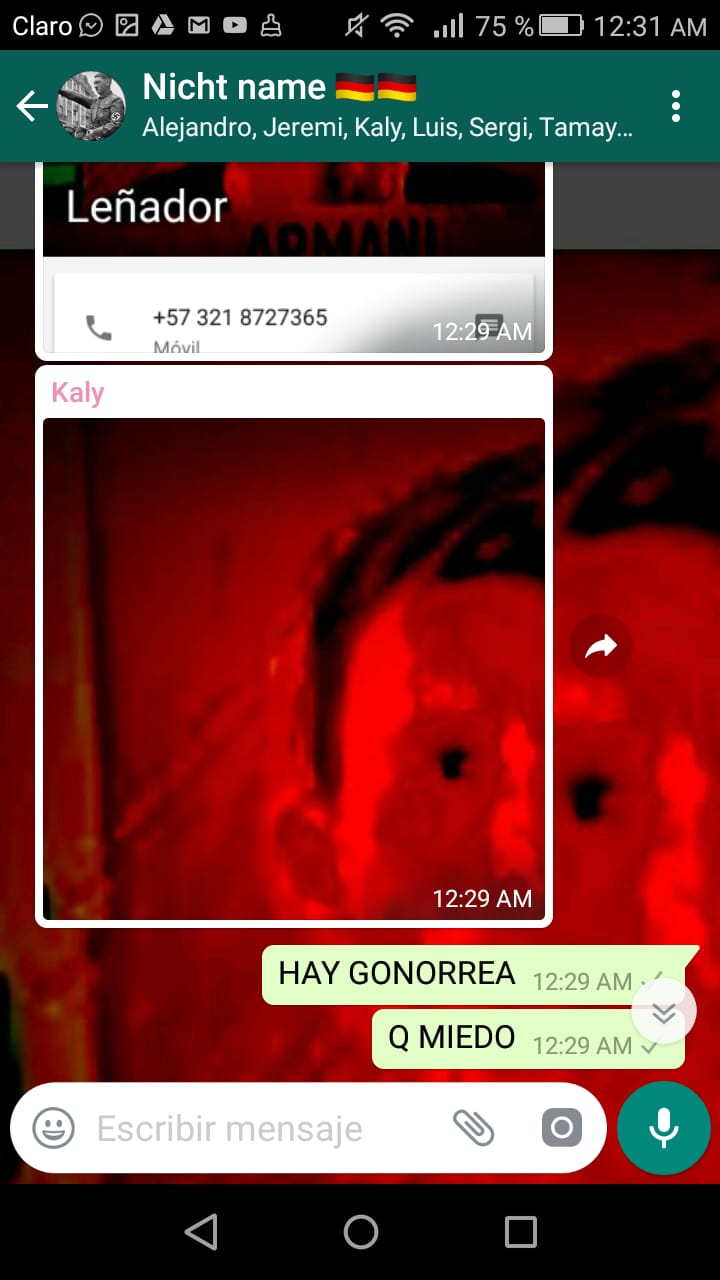 Claro 75 % 12:31 AM
Nicht name 🇩🇪🇩🇪
Alejandro, Jeremi, Kaly, Luis, Sergi, Tamay...
Leñador
ARMANI
+57 321 8727365
Móvil
12:29 AM
Kaly
12:29 AM
HAY GONORREA 12:29 AM
Q MIEDO 12:29 AM
Escribir mensaje